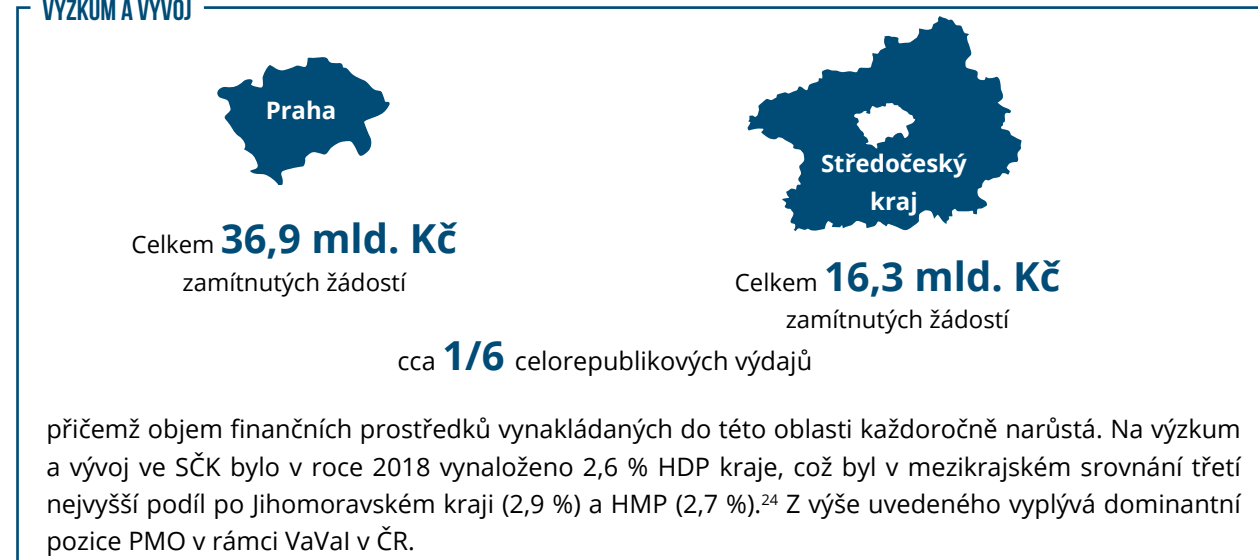 VÝZKUM A VÝVOJ
Praha
Celkem 36,9 mld. Kč
zamítnutých žádostí
Středočeský
kraj
Celkem 16,3 mld. Kč
zamítnutých žádostí
cca 1/6 celorepublikových výdajů
přičemž objem finančních prostředků vynakládaných do této oblasti každoročně narůstá. Na výzkum
a vývoj ve SČK bylo v roce 2018 vynaloženo 2,6 % HDP kraje, což byl v mezikrajském srovnání třetí
nejvyšší podíl po Jihomoravském kraji (2,9 %) a HMP (2,7 %).24 Z výše uvedeného vyplývá dominantní
pozice PMO v rámci VaVaI v ČR.